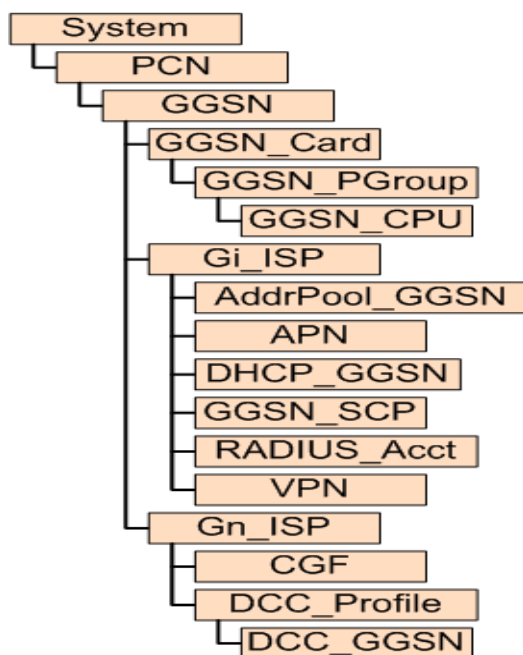 System
PCN
GGSN
GGSN_Card
GGSN_PGroup
GGSN_CPU
Gi_ISP
AddrPool_GGSN
APN
DHCP_GGSN
GGSN_SCP
RADIUS_Acct
VPN
Gn_ISP
CGF
DCC_Profile
DCC_GGSN